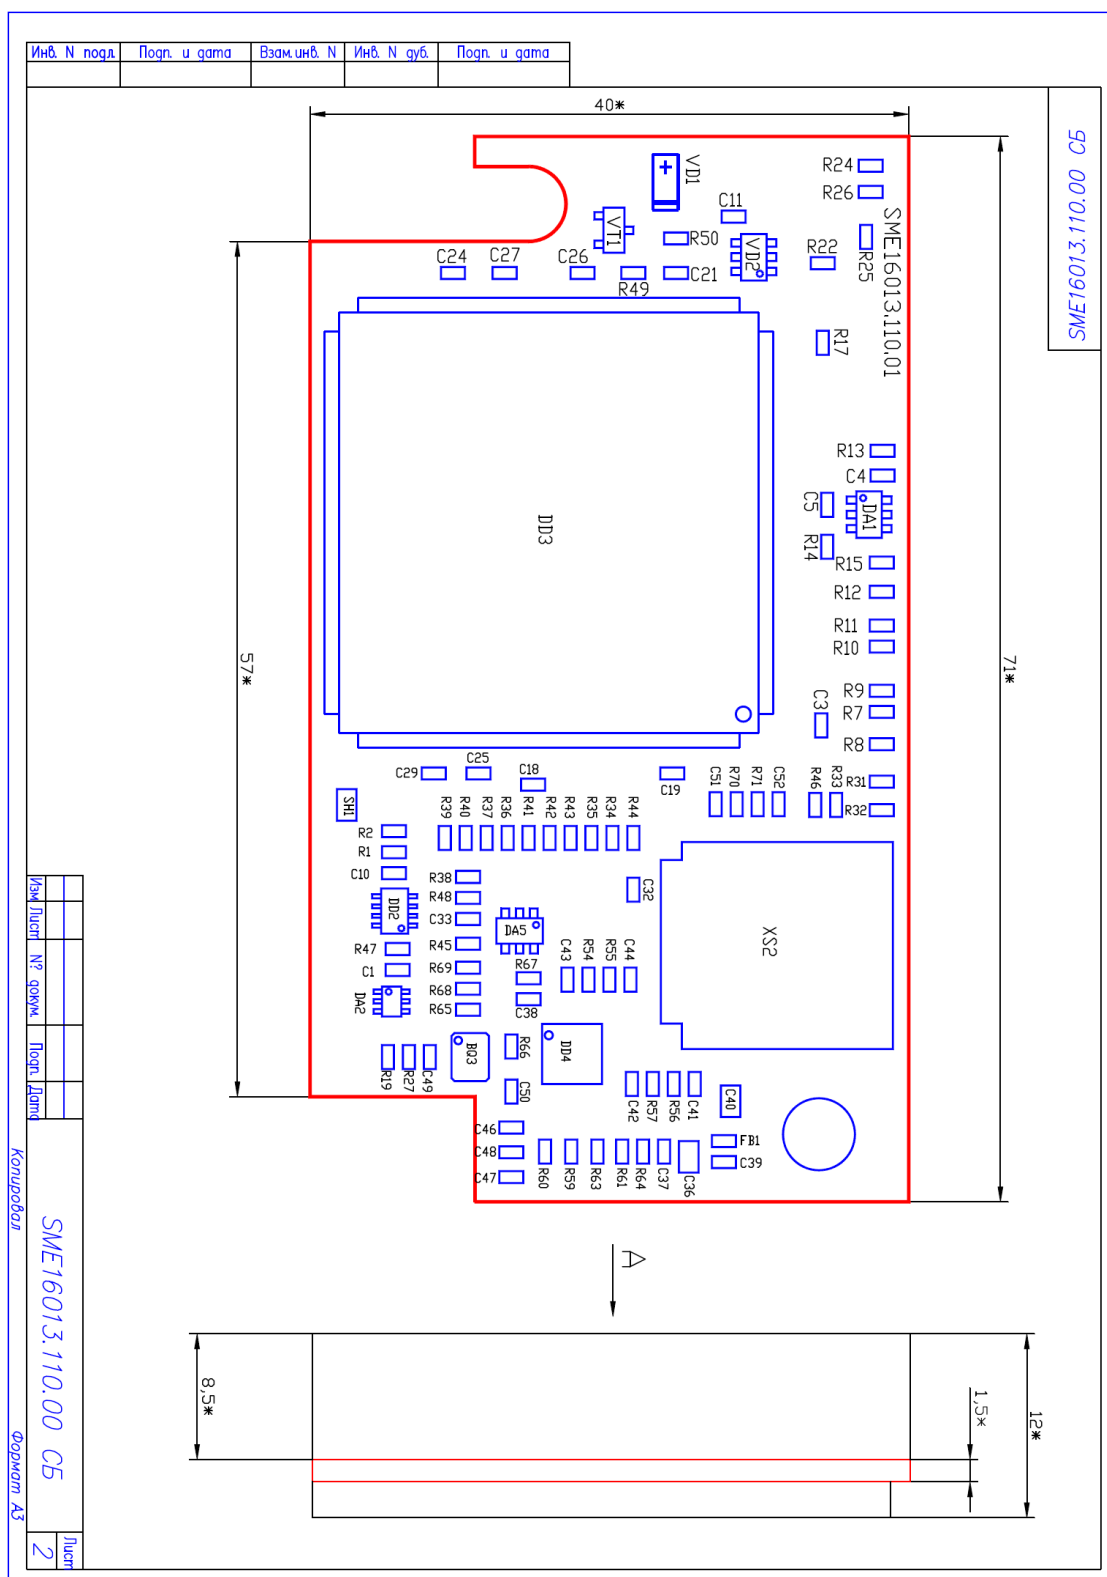 Инв. N подл
Подп. и дата
Взам.инв. N
Инв. N дуб.
Подп. и дата
SME16013.110.00 СБ
40*
71*
57*
R24
R26
SME16013.110.01
R25
R22
R17
VD1
C11
VT1
R50
VD2
C24
C27
C26
R49
C21
DD3
R13
C4
C5
DA1
R14
R15
R12
R11
R10
R9
R7
C3
R8
C29
C25
C18
C19
C51
R70
R71
C52
R46
R33
R31
R32
SH1
R39
R40
R37
R36
R41
R42
R43
R35
R34
R44
R2
R1
C10
R38
R48
C33
DD2
DA5
C32
XS2
R47
R45
C1
R69
R67
C43
R54
R55
C44
R68
C38
DA2
R65
R19
R27
C49
BQ3
R66
DD4
C50
C42
R57
R56
C41
C40
C46
C48
C47
R60
R59
R63
R61
R64
C37
C36
FB1
C39
A
8,5*
1,5*
12*
Изм
Лист
N? докум.
Подп.
Дата
SME16013.110.00 СБ
Лист
2
Копировал
Формат А3